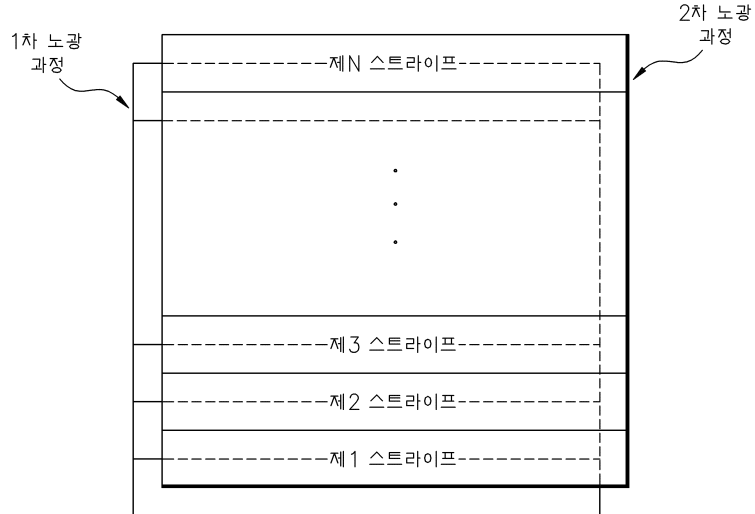 1차 노광
과정
2차 노광
과정
제N 스트라이프
제3 스트라이프
제2 스트라이프
제1 스트라이프